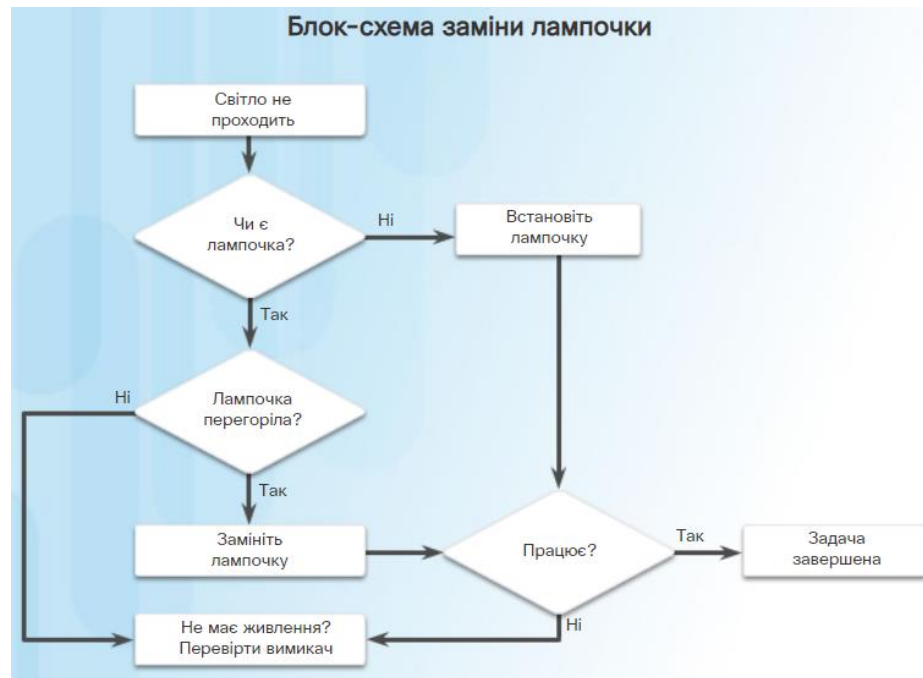 Блок-схема заміни лампочки
Світло не
проходить
Чи є
лампочка?
Ні
Встановіть
лампочку
Так
Ні
Лампочка
перегоріла?
Так
Замініть
лампочку
Працює?
Так
Задача
завершена
Ні
Не має живлення?
Перевірти вимикач